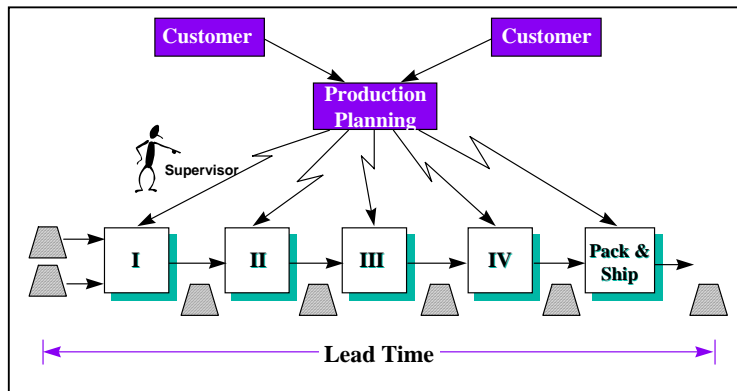 Customer
Customer
Production
Planning
Supervisor
I
II
III
IV
Pack &
Ship
Lead Time